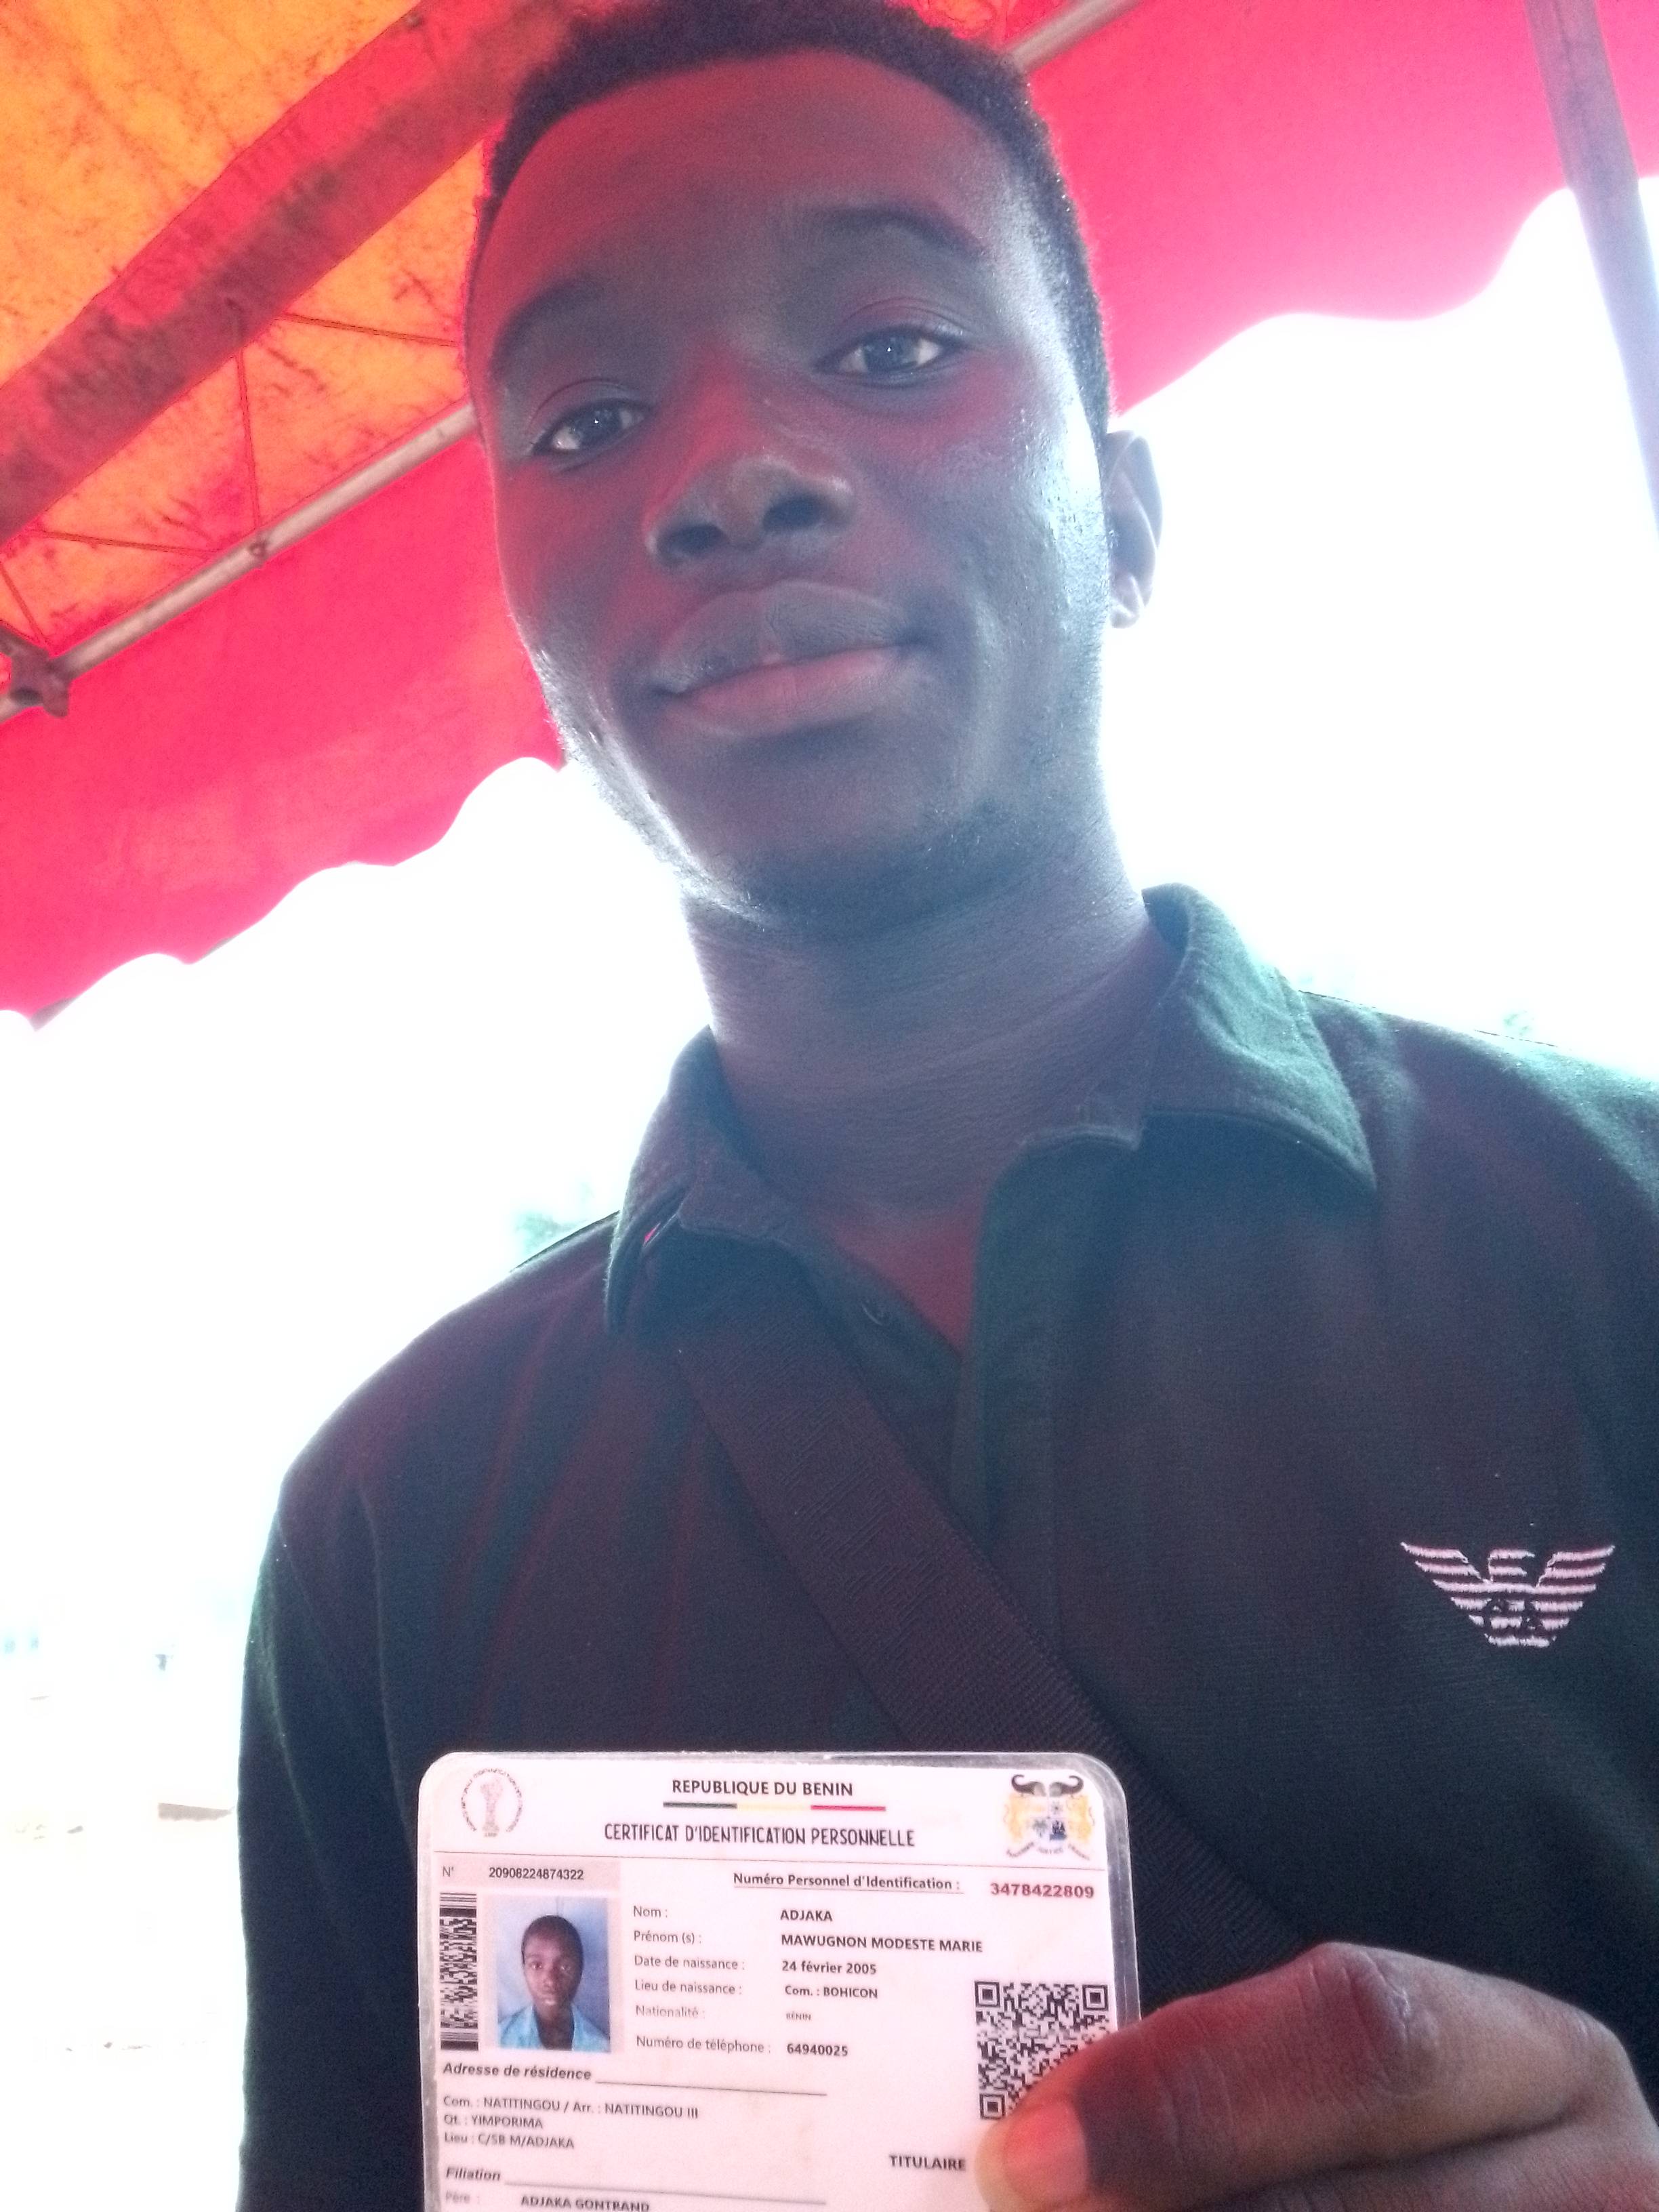 REPUBLIQUE DU BENIN
CERTIFICAT D'IDENTIFICATION PERSONNELLE
N° 20908224874322
Numéro Personnel d'Identification : 3478422809
Nom : ADJAKA
Prénom (s) : MAWUGNON MODESTE MARIE
Date de naissance : 24 février 2005
Lieu de naissance : Com. : BOHICON
Nationalité : BÉNIN
Numéro de téléphone : 64940025
Adresse de résidence
Com. : NATITINGOU / Arr. : NATITINGOU III
Qt. : YIMPORIMA
Lieu : C/SB M/ADJAKA
TITULAIRE
Filiation
Père : ADJAKA GONTRAND